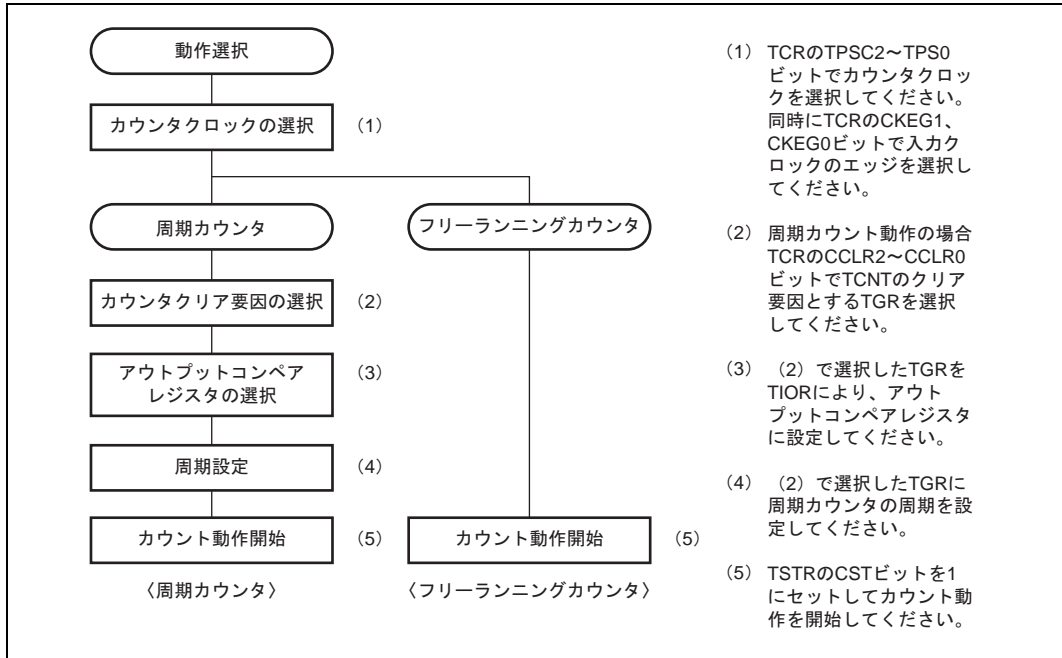 動作選択
カウンタクロックの選択 (1)
周期カウンタ
フリーランニングカウンタ
カウンタクリア要因の選択 (2)
アウトプットコンペア
レジスタの選択
(3)
周期設定 (4)
カウント動作開始 (5)
カウント動作開始 (5)
〈周期カウンタ〉
〈フリーランニングカウンタ〉
(1) TCRのTPSC2~TPS0
ビットでカウンタクロッ
クを選択してください。
同時にTCRのCKEG1、
CKEG0ビットで入力ク
ロックのエッジを選択し
てください。
(2) 周期カウント動作の場合
TCRのCCLR2~CCLR0
ビットでTCNTのクリア
要因とするTGRを選択
してください。
(3) (2)で選択したTGRを
TIORにより、アウト
プットコンペアレジスタ
に設定してください。
(4) (2)で選択したTGRに
周期カウンタの周期を設
定してください。
(5) TSTRのCSTビットを1
にセットしてカウント動
作を開始してください。